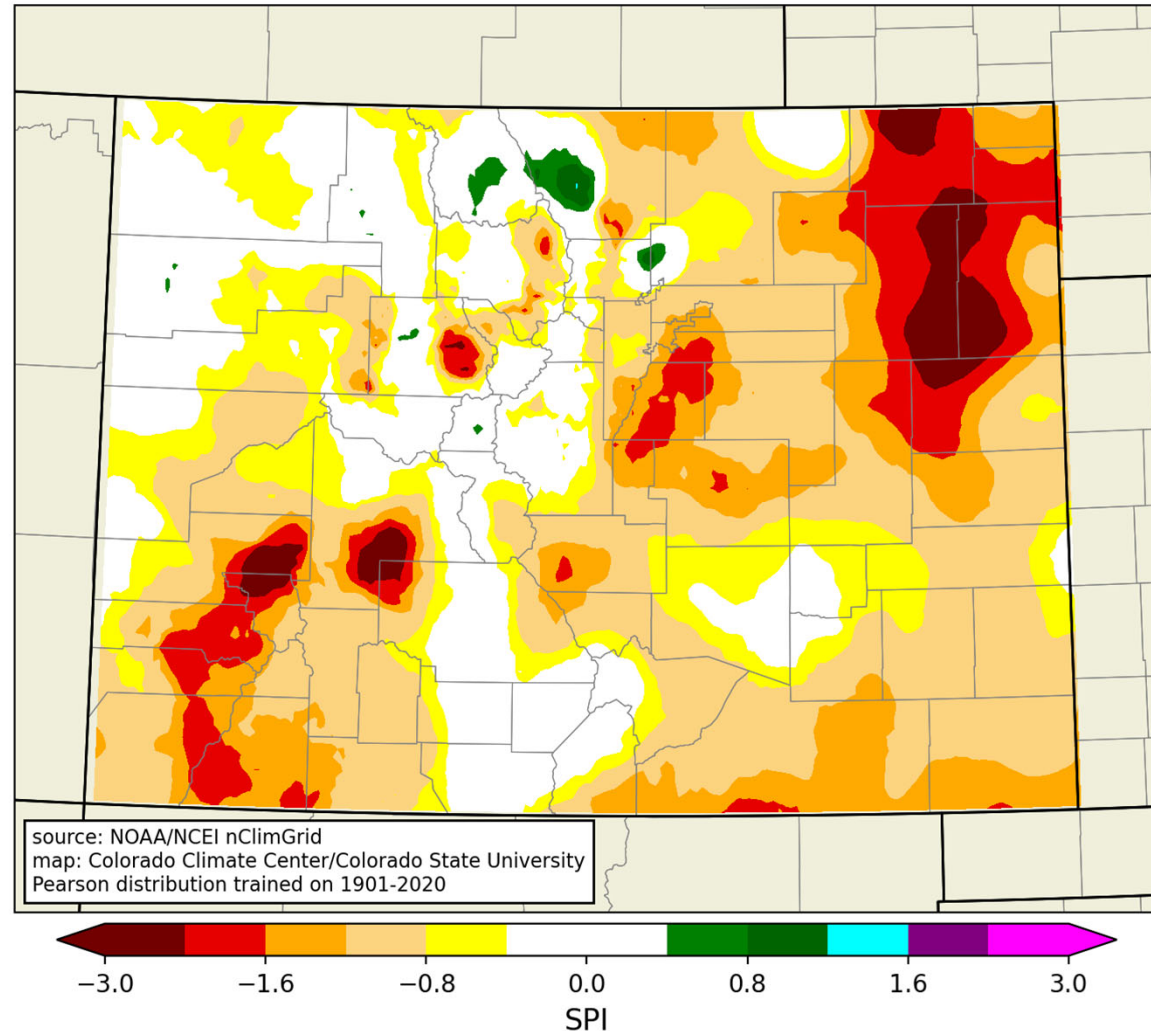 source: NOAA/NCEI nClimGrid
map: Colorado Climate Center/Colorado State University
Pearson distribution trained on 1901-2020
−3.0 −1.6 −0.8 0.0 0.8 1.6 3.0
SPI